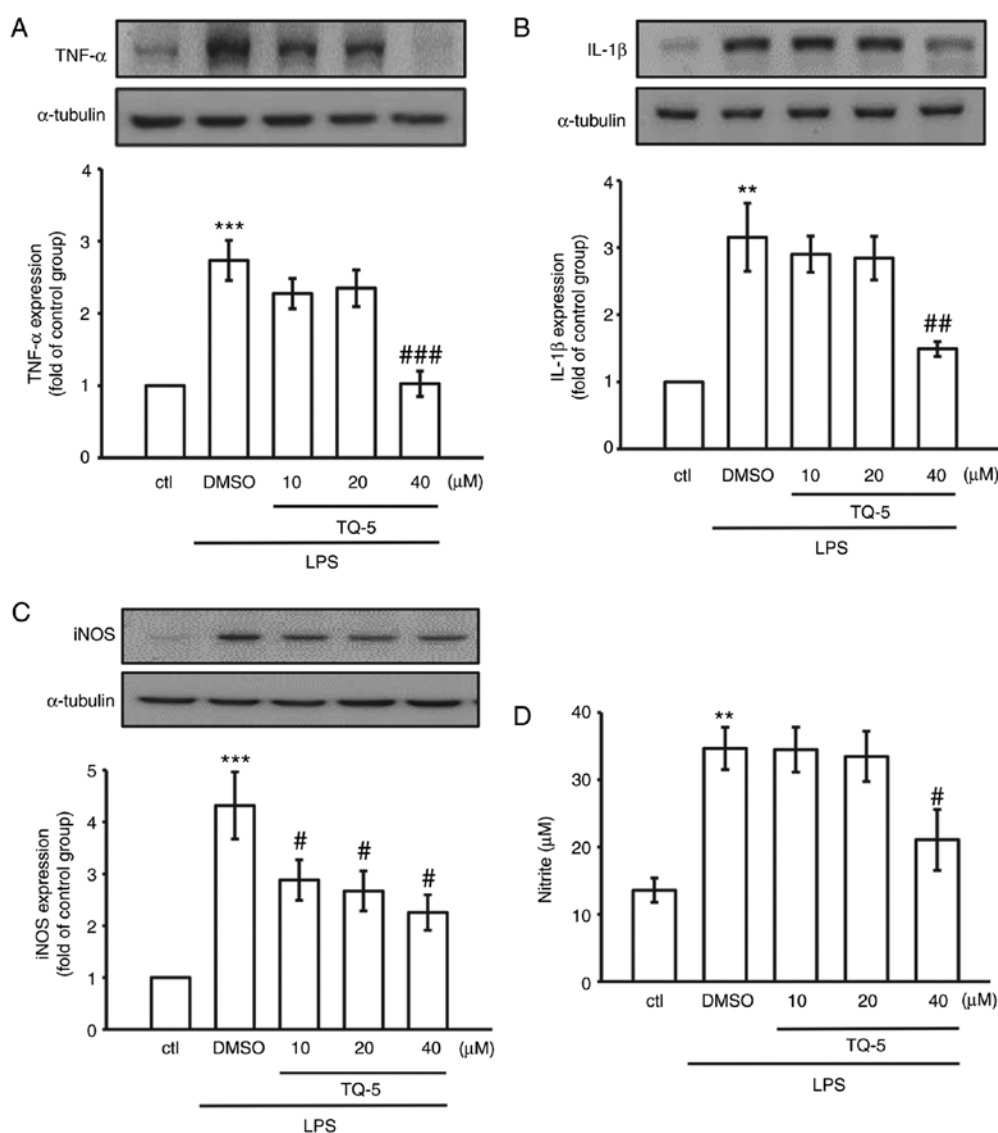 A
TNF-α
α-tubulin
TNF-α expression
(fold of control group)
4
3
2
1
0
***
###
ctl DMSO 10 20 40 (μM)
TQ-5
LPS
B
IL-1β
α-tubulin
IL-1β expression
(fold of control group)
4
3
2
1
0
**
##
ctl DMSO 10 20 40 (μM)
TQ-5
LPS
C
iNOS
α-tubulin
iNOS expression
(fold of control group)
5
4
3
2
1
0
***
# # #
ctl DMSO 10 20 40 (μM)
TQ-5
LPS
D
Nitrite (μM)
40
30
20
10
0
**
#
ctl DMSO 10 20 40 (μM)
TQ-5
LPS